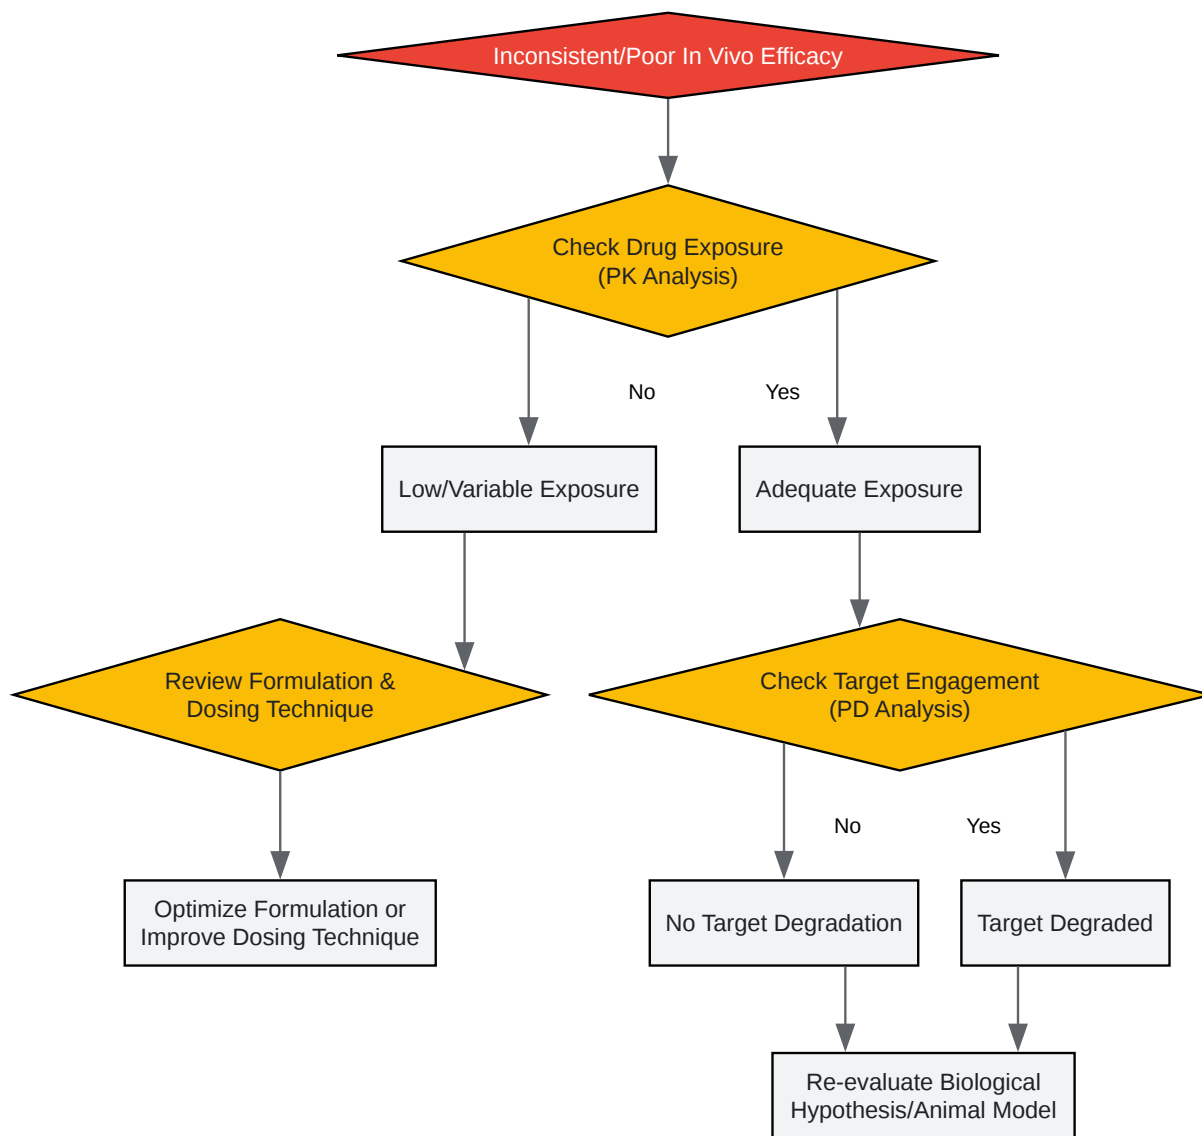 Inconsistent/Poor In Vivo Efficacy
Check Drug Exposure
(PK Analysis)
No
Yes
Low/Variable Exposure
Adequate Exposure
Review Formulation &
Dosing Technique
Check Target Engagement
(PD Analysis)
No
Yes
Optimize Formulation or
Improve Dosing Technique
No Target Degradation
Target Degraded
Re-evaluate Biological
Hypothesis/Animal Model